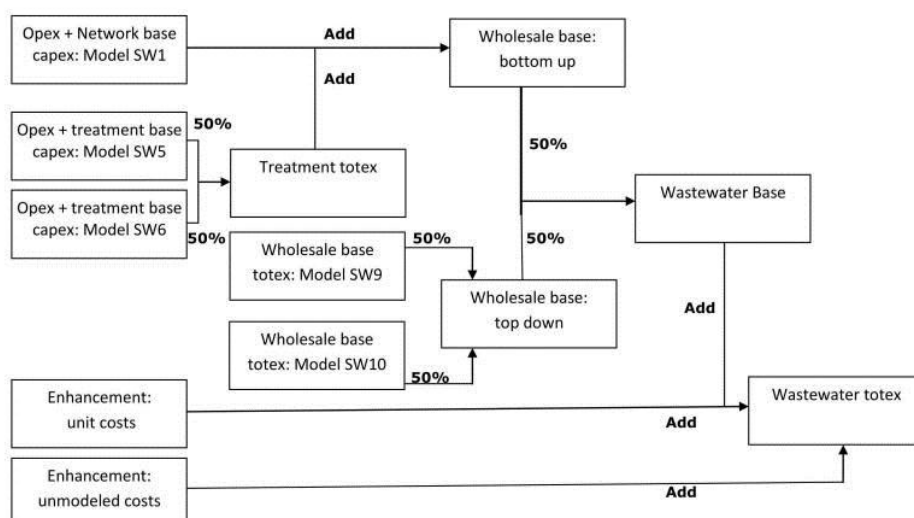 Opex + Network base
capex: Model SW1
Add
Wholesale base:
bottom up
Add
Opex + treatment base
capex: Model SW5
50%
50%
Treatment totex
Wastewater Base
Opex + treatment base
capex: Model SW6
50%
Wholesale base
totex: Model SW9
50%
50%
Wholesale base:
top down
Add
Wholesale base
totex: Model SW10
50%
Enhancement:
unit costs
Add
Wastewater totex
Enhancement:
unmodeled costs
Add